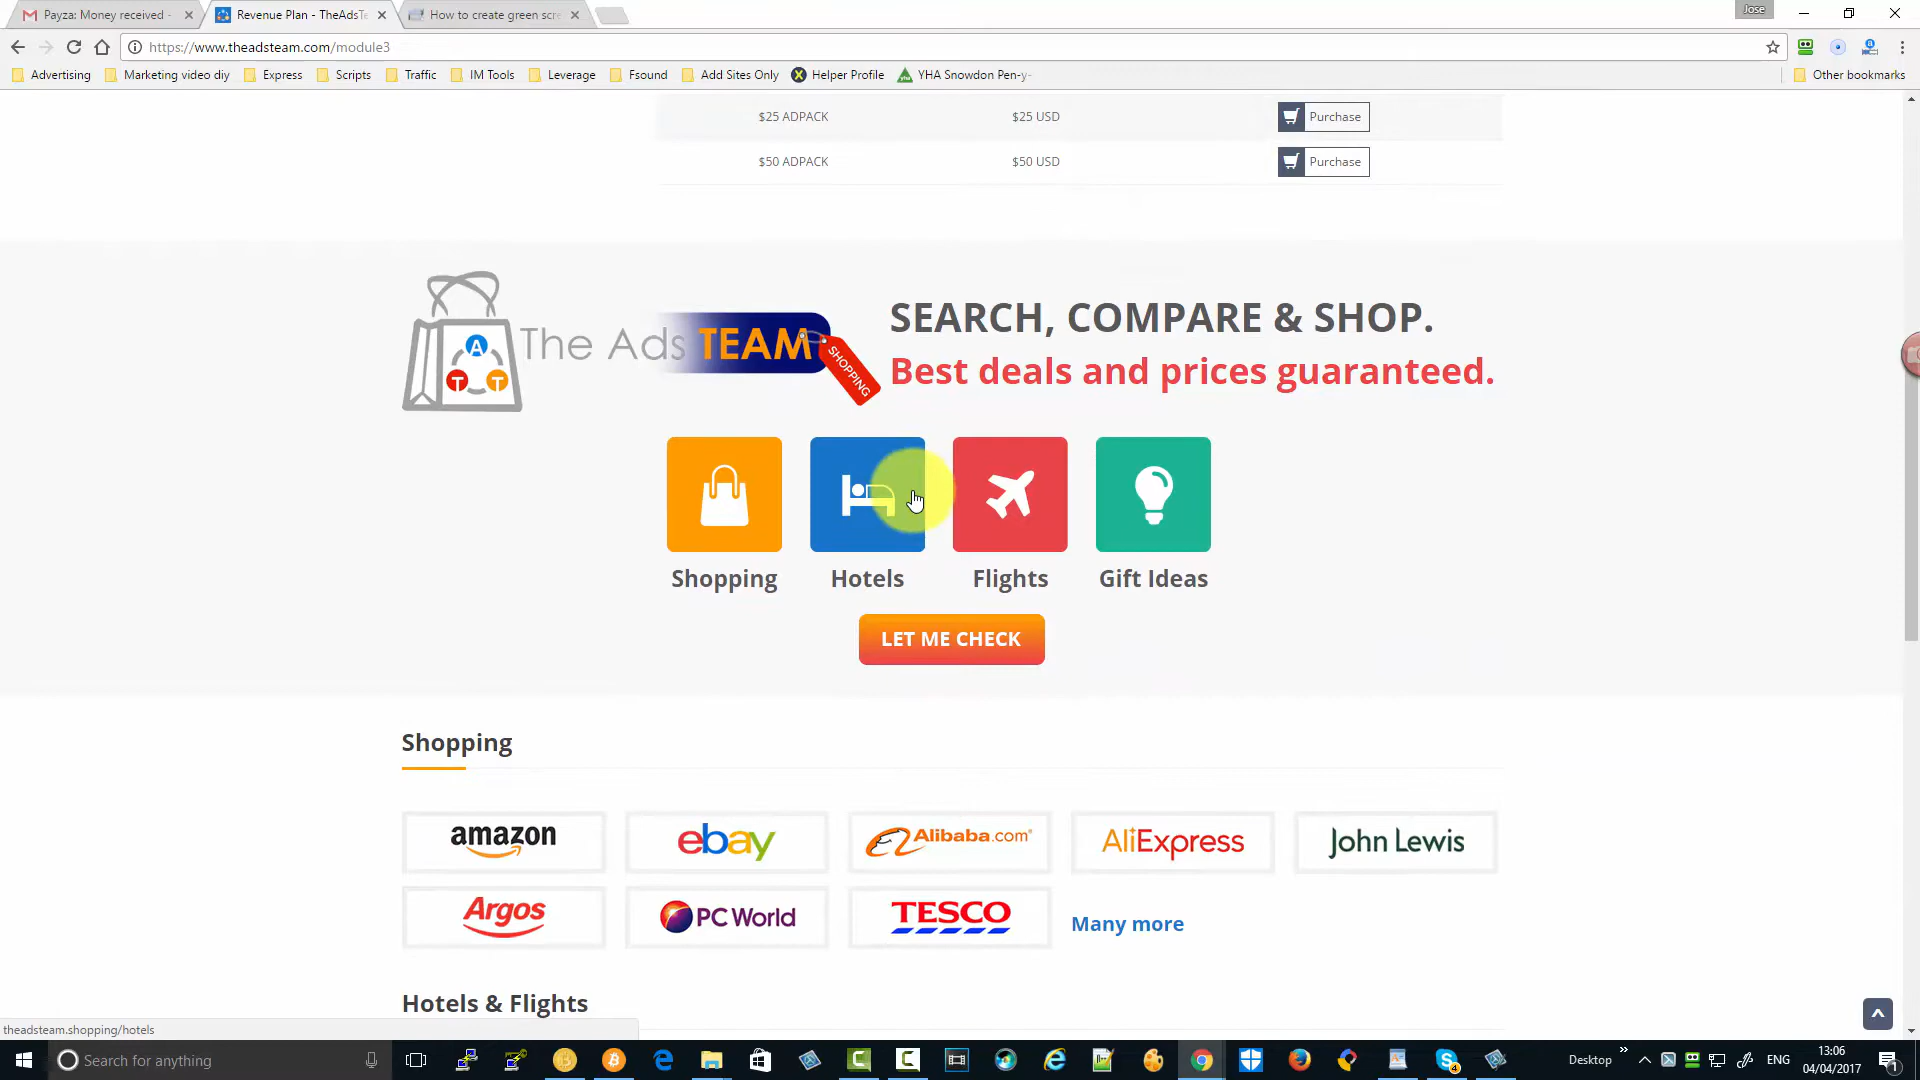 Payza: Money received -
Revenue Plan - TheAdsTe
How to create green scre
Jose
https://www.theadsteam.com/module3
Advertising
Marketing video diy
Express
Scripts
Traffic
IM Tools
Leverage
Fsound
Add Sites Only
Helper Profile
YHA Snowdon Pen-y-
Other bookmarks
$25 ADPACK
$25 USD
Purchase
$50 ADPACK
$50 USD
Purchase
A
T T
The Ads TEAM
SHOPPING
SEARCH, COMPARE & SHOP.
Best deals and prices guaranteed.
Shopping
Hotels
Flights
Gift Ideas
LET ME CHECK
Shopping
amazon
ebay
Alibaba.com
AliExpress
John Lewis
Argos
PC World
TESCO
Many more
Hotels & Flights
theadsteam.shopping/hotels
Search for anything
Desktop
ENG
13:06
04/04/2017